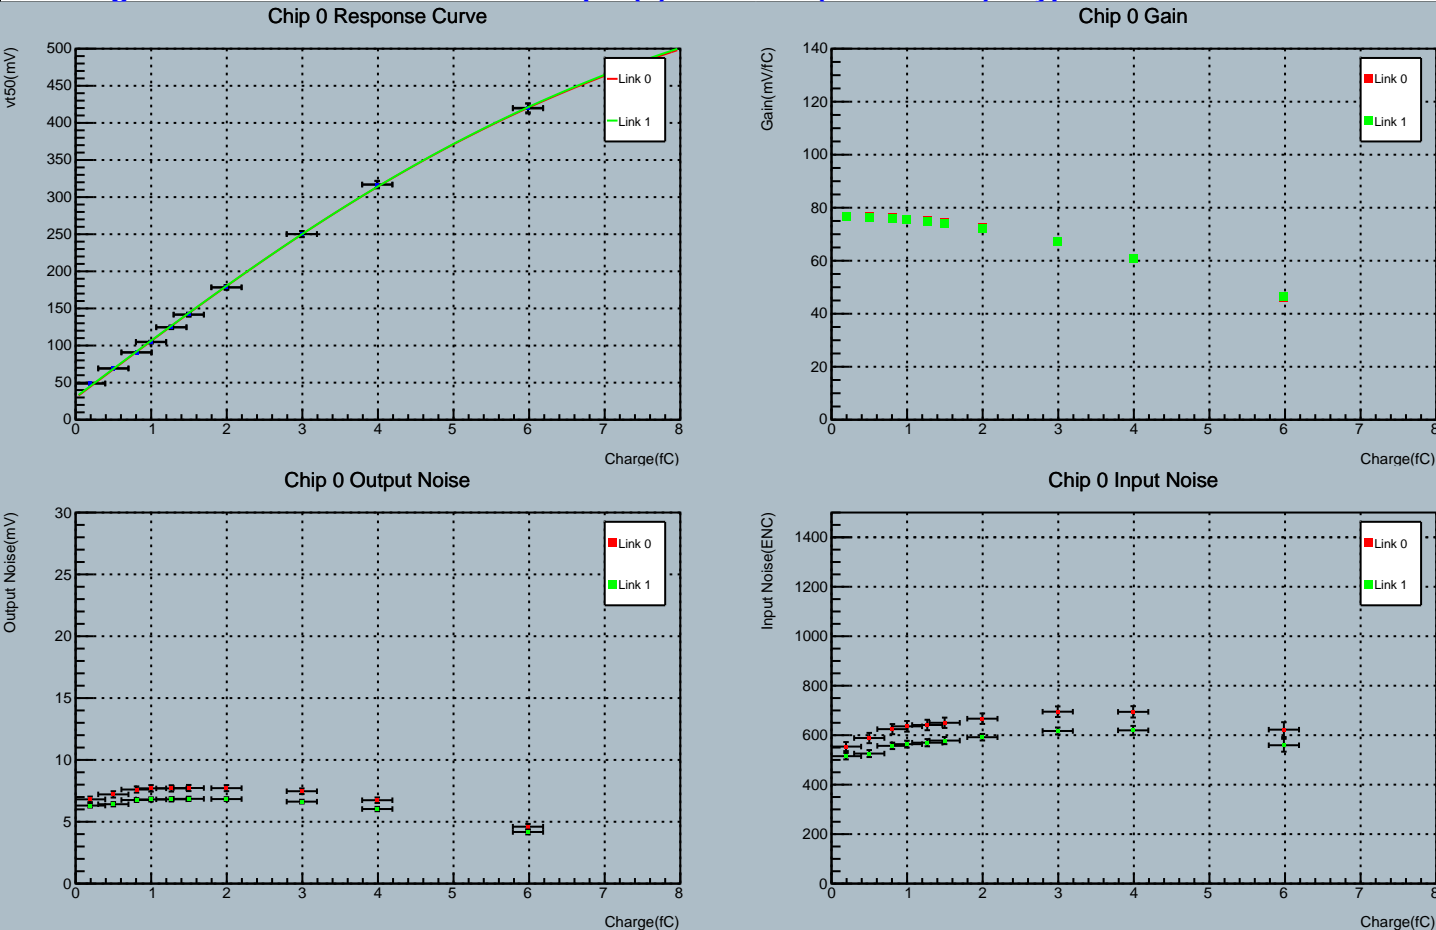 Chip 0 Response Curve
vt50(mV)
500
450
400
350
300
250
200
150
100
50
0
0 1 2 3 4 5 6 7 8
Charge(fC)
Link 0
Link 1
Chip 0 Gain
Gain(mV/fC)
140
120
100
80
60
40
20
0
0 1 2 3 4 5 6 7 8
Charge(fC)
Link 0
Link 1
Chip 0 Output Noise
Output Noise(mV)
30
25
20
15
10
5
0
0 1 2 3 4 5 6 7 8
Charge(fC)
Link 0
Link 1
Chip 0 Input Noise
Input Noise(ENC)
1400
1200
1000
800
600
400
200
0
0 1 2 3 4 5 6 7 8
Charge(fC)
Link 0
Link 1